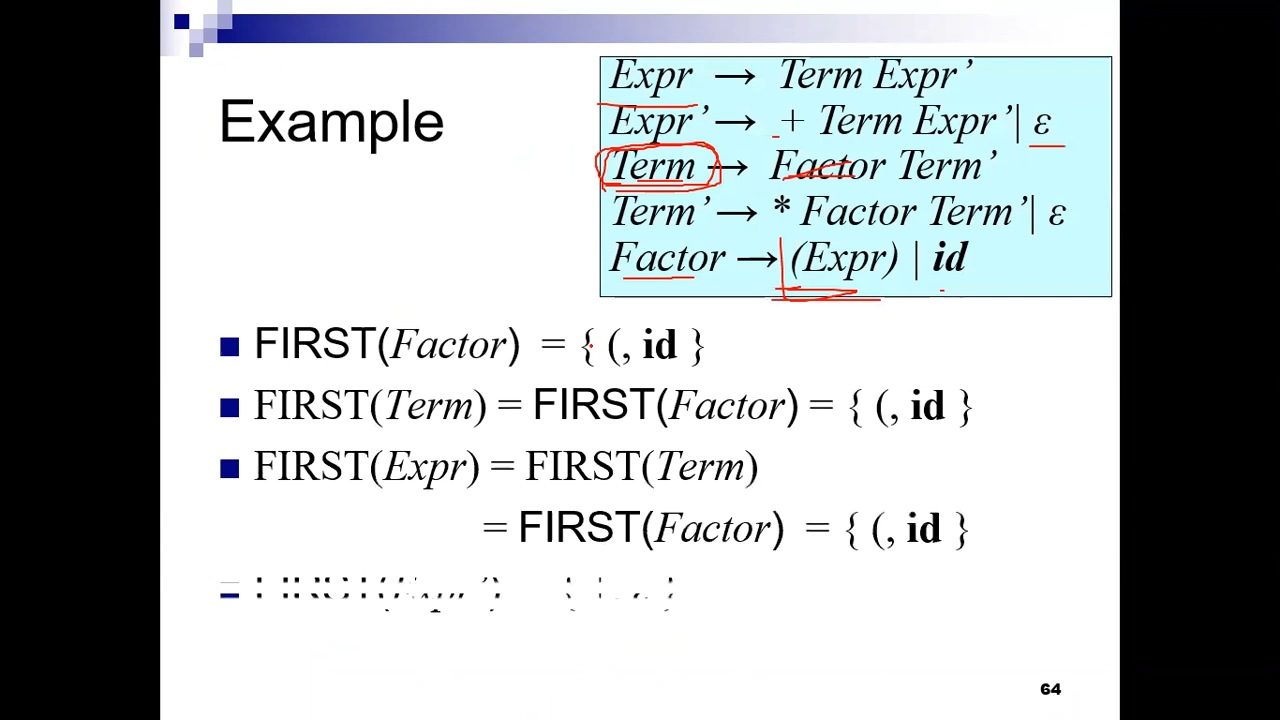 Example
Expr → Term Expr’
Expr’ → + Term Expr’| ε
Term → Factor Term’
Term’ → * Factor Term’| ε
Factor → (Expr) | id
FIRST(Factor) = { (, id }
FIRST(Term) = FIRST(Factor) = { (, id }
FIRST(Expr) = FIRST(Term)
= FIRST(Factor) = { (, id }
64